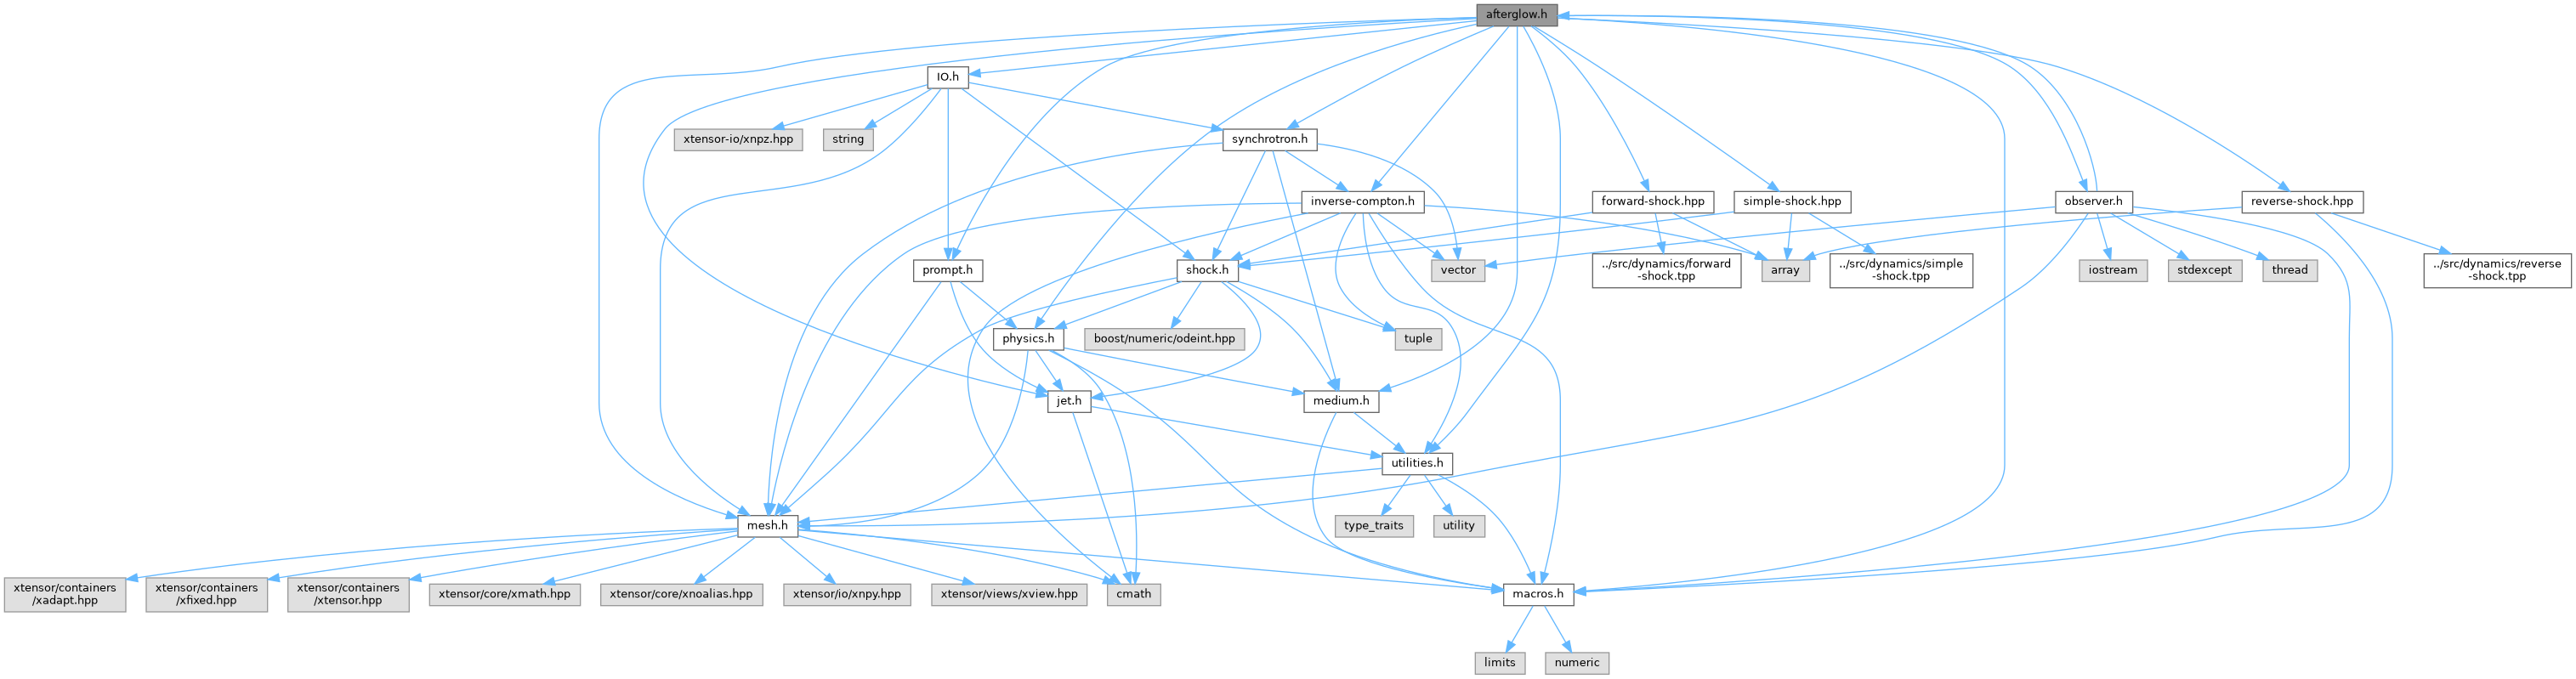 afterglow.h
IO.h
xtensor-io/xnpz.hpp
string
synchrotron.h
inverse-compton.h
forward-shock.hpp
simple-shock.hpp
observer.h
reverse-shock.hpp
prompt.h
shock.h
vector
../src/dynamics/forward
-shock.tpp
array
../src/dynamics/simple
-shock.tpp
iostream
stdexcept
thread
../src/dynamics/reverse
-shock.tpp
physics.h
boost/numeric/odeint.hpp
tuple
jet.h
medium.h
utilities.h
mesh.h
type_traits
utility
xtensor/containers
/xadapt.hpp
xtensor/containers
/xfixed.hpp
xtensor/containers
/xtensor.hpp
xtensor/core/xmath.hpp
xtensor/core/xnoalias.hpp
xtensor/io/xnpy.hpp
xtensor/views/xview.hpp
cmath
macros.h
limits
numeric